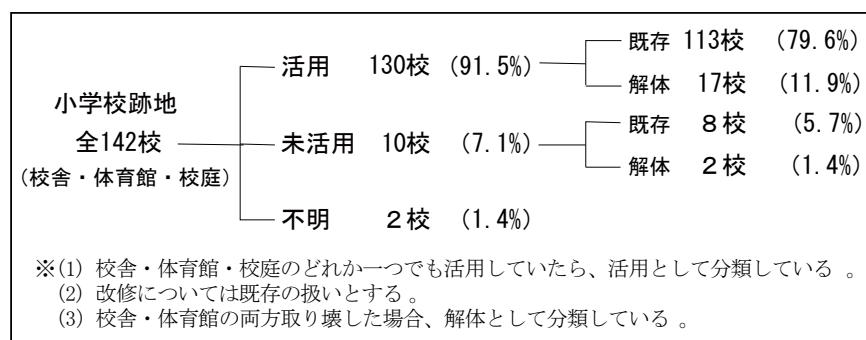 小学校跡地
全142校
(校舎・体育館・校庭)
活用 130校 (91.5%)
既存 113校 (79.6%)
解体 17校 (11.9%)
未活用 10校 (7.1%)
既存 8校 (5.7%)
解体 2校 (1.4%)
不明 2校 (1.4%)
※(1) 校舎・体育館・校庭のどれか一つでも活用していたら、活用として分類している 。
(2) 改修については既存の扱いとする 。
(3) 校舎・体育館の両方取り壊した場合、解体として分類している 。